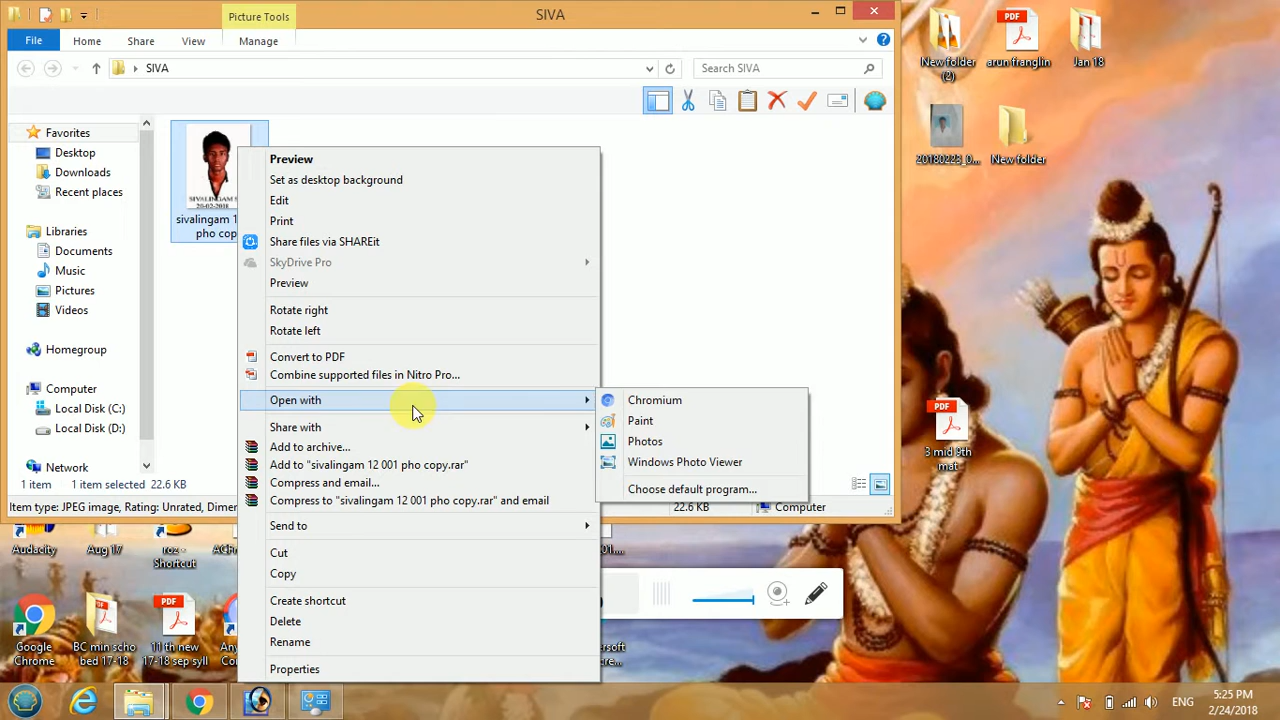 Picture Tools
SIVA
File
Home
Share
View
Manage
SIVA
Search SIVA
Favorites
Desktop
Downloads
Recent places
Libraries
Documents
Music
Pictures
Videos
Homegroup
Computer
Local Disk (C:)
Local Disk (D:)
Network
sivalingam 1
pho cop
Preview
Set as desktop background
Edit
Print
Share files via SHAREit
SkyDrive Pro
Preview
Rotate right
Rotate left
Convert to PDF
Combine supported files in Nitro Pro...
Open with
Share with
Add to archive...
Add to "sivalingam 12 001 pho copy.rar"
Compress and email...
Compress to "sivalingam 12 001 pho copy.rar" and email
Send to
Cut
Copy
Create shortcut
Delete
Rename
Properties
Chromium
Paint
Photos
Windows Photo Viewer
Choose default program...
1 item
1 item selected
22.6 KB
Item type: JPEG image, Rating: Unrated, Dimer
22.6 KB
Computer
New folder
(2)
PDF
arun franglin
Jan 18
20180223_0...
New folder
PDF
3 mid 9th
mat
Audacity
Aug 17
roz -
Shortcut
Google
Chrome
BC min scho
bed 17-18
PDF
11 th new
17-18 sep syll
ENG
5:25 PM
2/24/2018